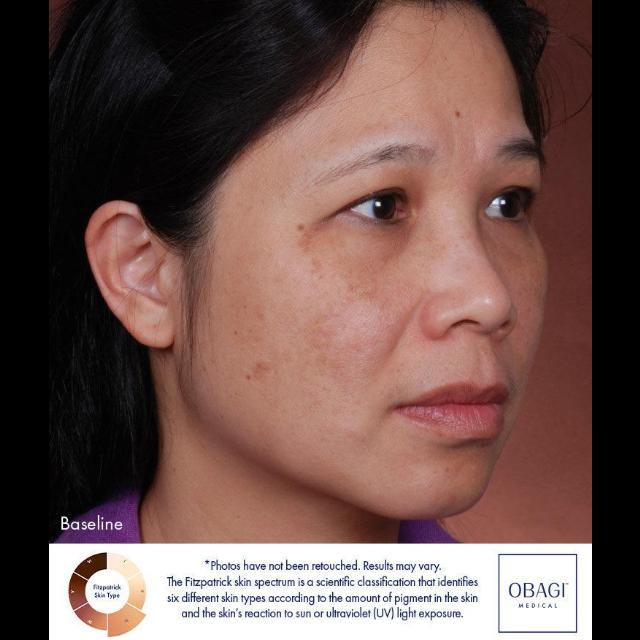 Baseline
Fitzpatrick
Skin Type
*Photos have not been retouched. Results may vary.
The Fitzpatrick skin spectrum is a scientific classification that identifies
six different skin types according to the amount of pigment in the skin
and the skin's reaction to sun or ultraviolet (UV) light exposure.
OBAGI
MEDICAL